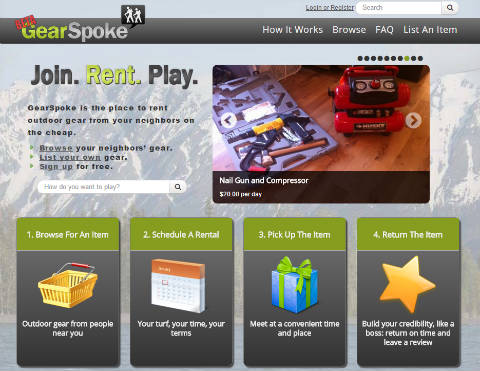 BETA
GearSpoke
Login or Register
Search
How It Works
Browse
FAQ
List An Item
Join. Rent. Play.
GearSpoke is the place to rent
outdoor gear from your neighbors on
the cheap.
Browse your neighbors' gear.
List your own gear.
Sign up for free.
How do you want to play?
Nail Gun and Compressor
$20.00 per day
1. Browse For An Item
Outdoor gear from people
near you
2. Schedule A Rental
Your turf, your time, your
terms
3. Pick Up The Item
Meet at a convenient time
and place
4. Return The Item
Build your credibility, like a
boss: return on time and
leave a review